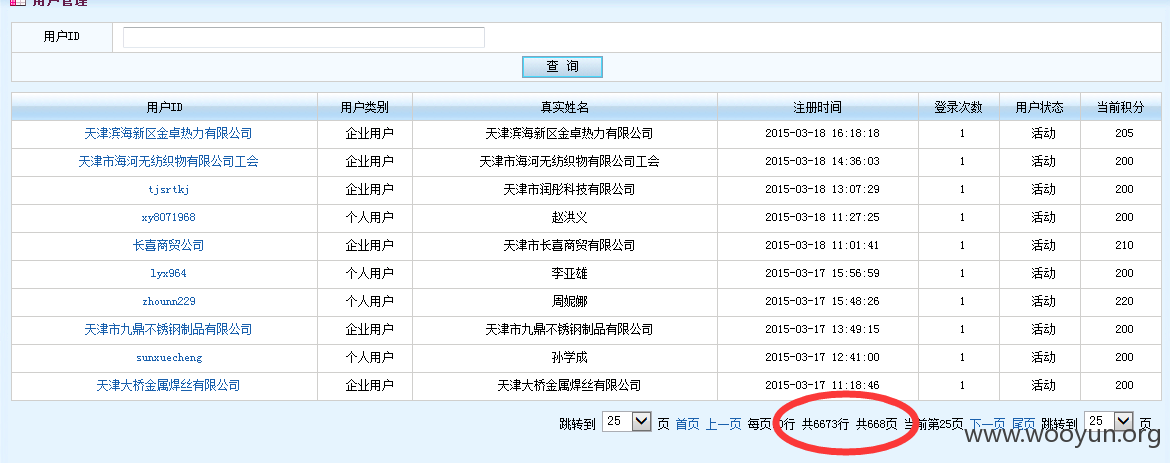 用户管理
用户ID
查 询
用户ID 用户类别 真实姓名 注册时间 登录次数 用户状态 当前积分
天津滨海新区金卓热力有限公司 企业用户 天津滨海新区金卓热力有限公司 2015-03-18 16:18:18 1 活动 205
天津市海河无纺织物有限公司工会 企业用户 天津市海河无纺织物有限公司工会 2015-03-18 14:36:03 1 活动 200
tjsrtkj 企业用户 天津市润彤科技有限公司 2015-03-18 13:07:29 1 活动 200
xy8071968 个人用户 赵洪义 2015-03-18 11:27:25 1 活动 200
长喜商贸公司 企业用户 天津市长喜商贸有限公司 2015-03-18 11:01:41 1 活动 210
lyx964 个人用户 李亚雄 2015-03-17 15:56:59 1 活动 200
zhounn229 个人用户 周妮娜 2015-03-17 15:48:26 1 活动 220
天津市九鼎不锈钢制品有限公司 企业用户 天津市九鼎不锈钢制品有限公司 2015-03-17 13:49:15 1 活动 200
sunxuecheng 个人用户 孙学成 2015-03-17 12:41:00 1 活动 200
天津大桥金属焊丝有限公司 企业用户 天津大桥金属焊丝有限公司 2015-03-17 11:18:46 1 活动 200
跳转到 25 页 首页 上一页 每页 0行 共6673行 共668页 当前第25页 下一页 尾页 跳转到 25 页
www.wooyun.org